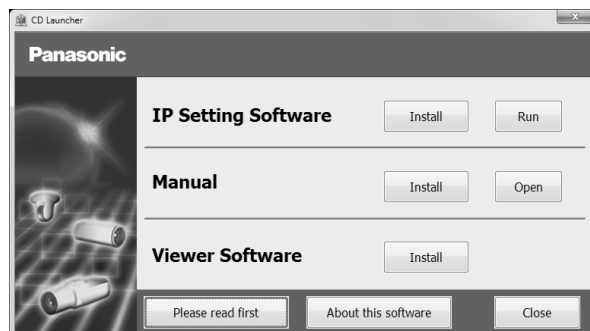 CD Launcher
Panasonic
IP Setting Software
Install
Run
Manual
Install
Open
Viewer Software
Install
Please read first
About this software
Close